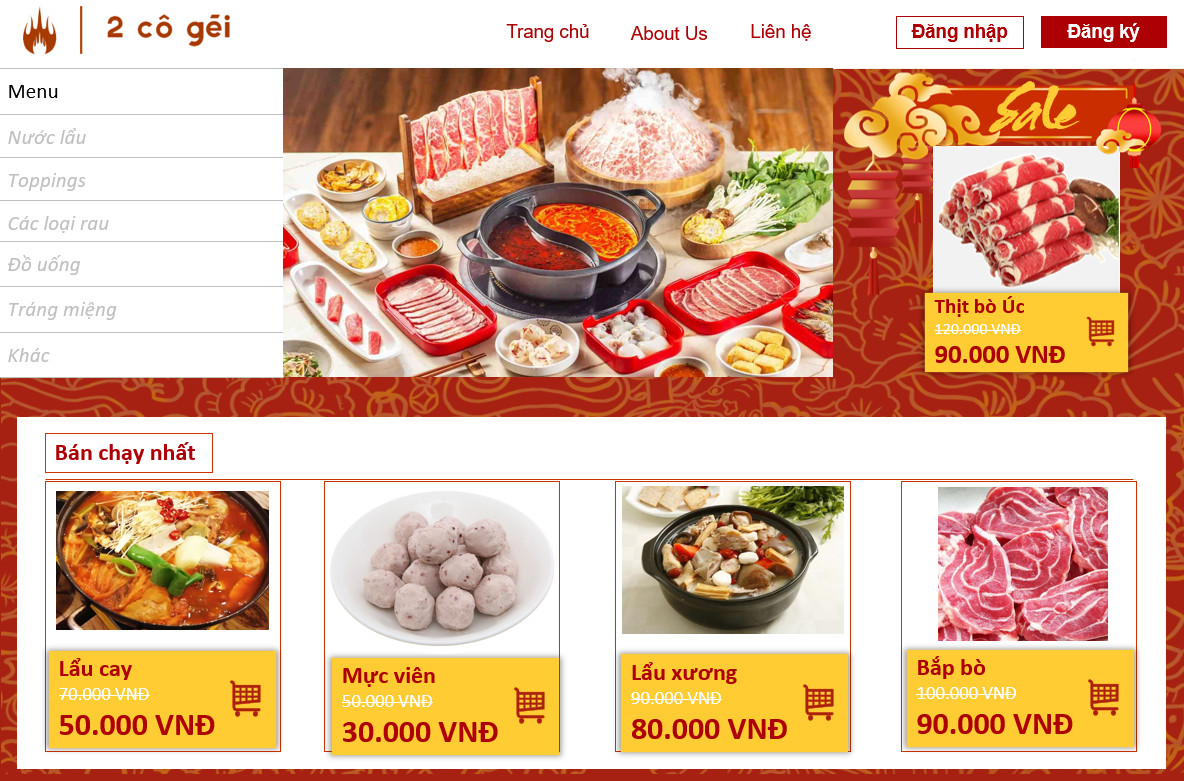 2 cô gếi
Trang chủ
About Us
Liên hệ
Đăng nhập
Đăng ký
Menu
Nước lẩu
Toppings
Các loại rau
Đồ uống
Tráng miệng
Khác
Sale
Thịt bò Úc
120.000 VNĐ
90.000 VNĐ
Bán chạy nhất
Lẩu cay
70.000 VNĐ
50.000 VNĐ
Mực viên
50.000 VNĐ
30.000 VNĐ
Lẩu xương
90.000 VNĐ
80.000 VNĐ
Bắp bò
100.000 VNĐ
90.000 VNĐ